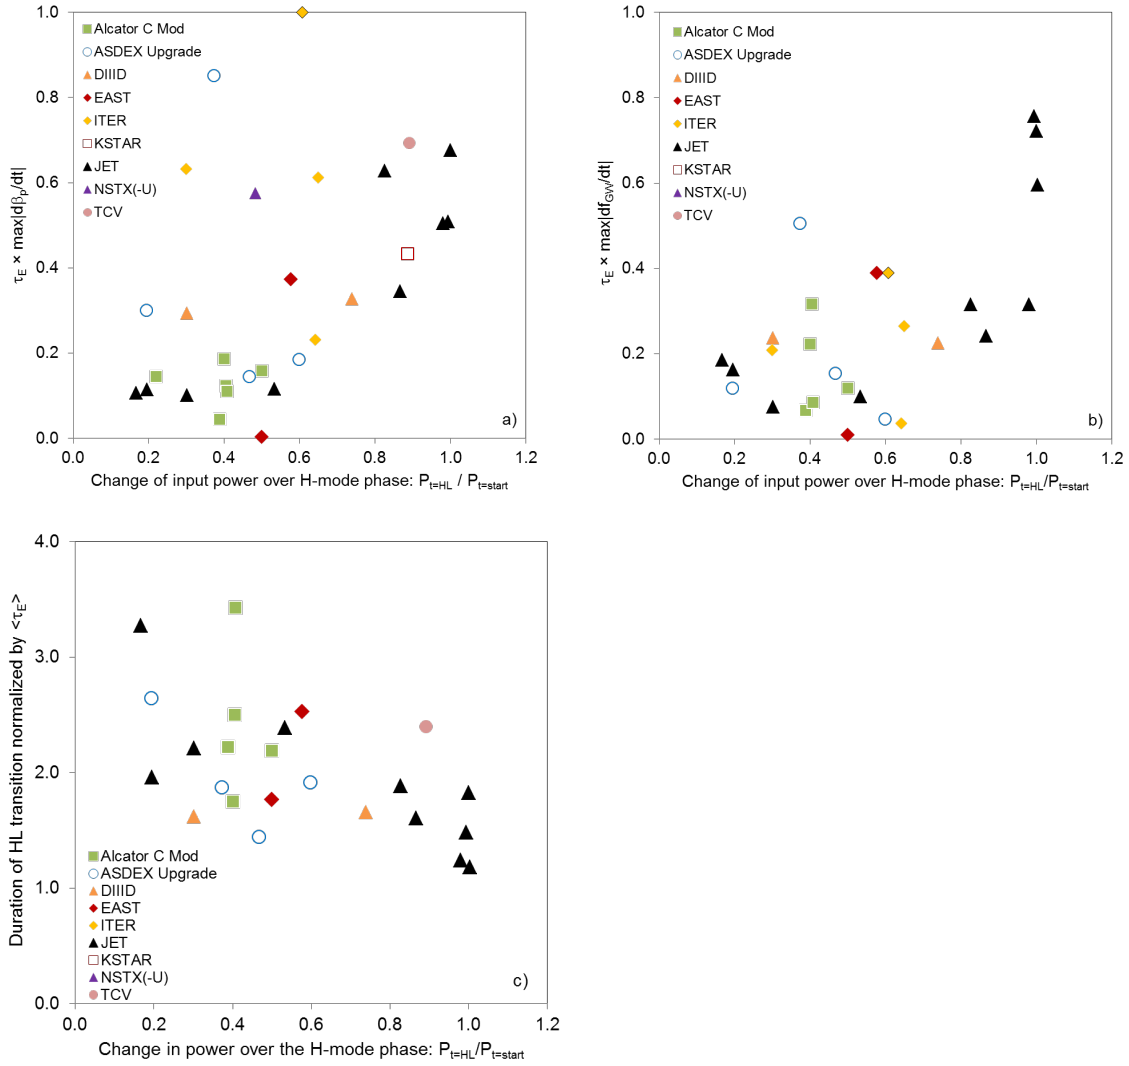 1.0
0.8
0.6
0.4
0.2
0.0
τE × max|dβp/dt|
Alcator C Mod
ASDEX Upgrade
DIIID
EAST
ITER
KSTAR
JET
NSTX(-U)
TCV
a)
0.0 0.2 0.4 0.6 0.8 1.0 1.2
Change of input power over H-mode phase: Pt=HL / Pt=start
1.0
0.8
0.6
0.4
0.2
0.0
τE × max|dfGW/dt|
Alcator C Mod
ASDEX Upgrade
DIIID
EAST
ITER
JET
KSTAR
NSTX(-U)
TCV
b)
0.0 0.2 0.4 0.6 0.8 1.0 1.2
Change of input power over H-mode phase: Pt=HL/Pt=start
4.0
3.0
2.0
1.0
0.0
Duration of HL transition normalized by <τE>
Alcator C Mod
ASDEX Upgrade
DIIID
EAST
ITER
JET
KSTAR
NSTX(-U)
TCV
c)
0.0 0.2 0.4 0.6 0.8 1.0 1.2
Change in power over the H-mode phase: Pt=HL/Pt=start